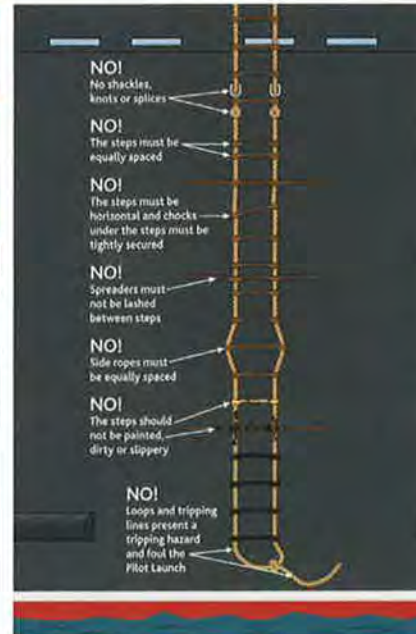 NO!
No shackles,
knots or splices
NO!
The steps must be
equally spaced
NO!
The steps must be
horizontal and chocks
under the steps must be
tightly secured
NO!
Spreaders must
not be lashed
between steps
NO!
Side ropes must
be equally spaced
NO!
The steps should
not be painted,
dirty or slippery
NO!
Loops and tripping
lines present a
tripping hazard
and foul the
Pilot Launch